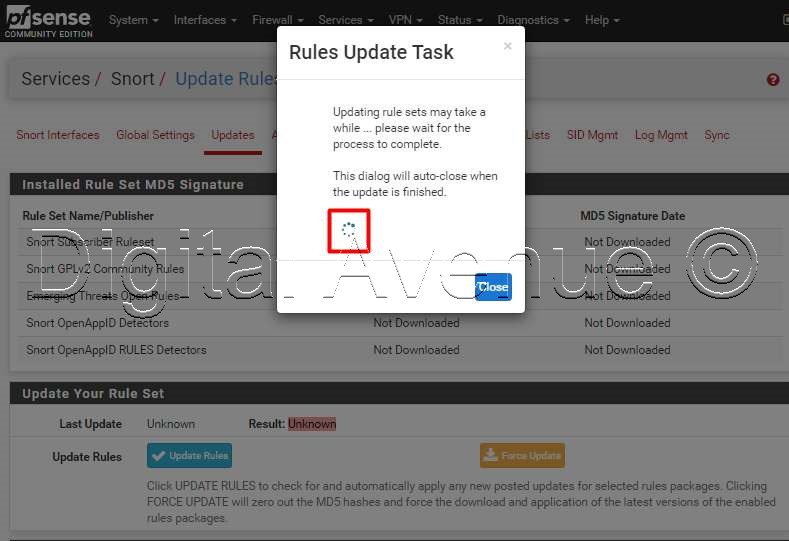 pfsense
COMMUNITY EDITION
System Interfaces Firewall Services VPN Status Diagnostics Help
Rules Update Task ×
Services / Snort / Update Rule
Updating rule sets may take a
while ... please wait for the
process to complete.
This dialog will auto-close when
the update is finished.
Close
Snort Interfaces Global Settings Updates A Lists SID Mgmt Log Mgmt Sync
Installed Rule Set MD5 Signature
Rule Set Name/Publisher MD5 Signature Date
Snort Subscriber Ruleset Not Downloaded
Snort GPLv2 Community Rules Not Downloaded
Emerging Threats Open Rules Not Downloaded
Snort OpenAppID Detectors Not Downloaded Not Downloaded
Snort OpenAppID RULES Detectors Not Downloaded Not Downloaded
Digital Avenue ©
Update Your Rule Set
Last Update Unknown Result: Unknown
Update Rules Update Rules Force Update
Click UPDATE RULES to check for and automatically apply any new posted updates for selected rules packages. Clicking
FORCE UPDATE will zero out the MD5 hashes and force the download and application of the latest versions of the enabled
rules packages.